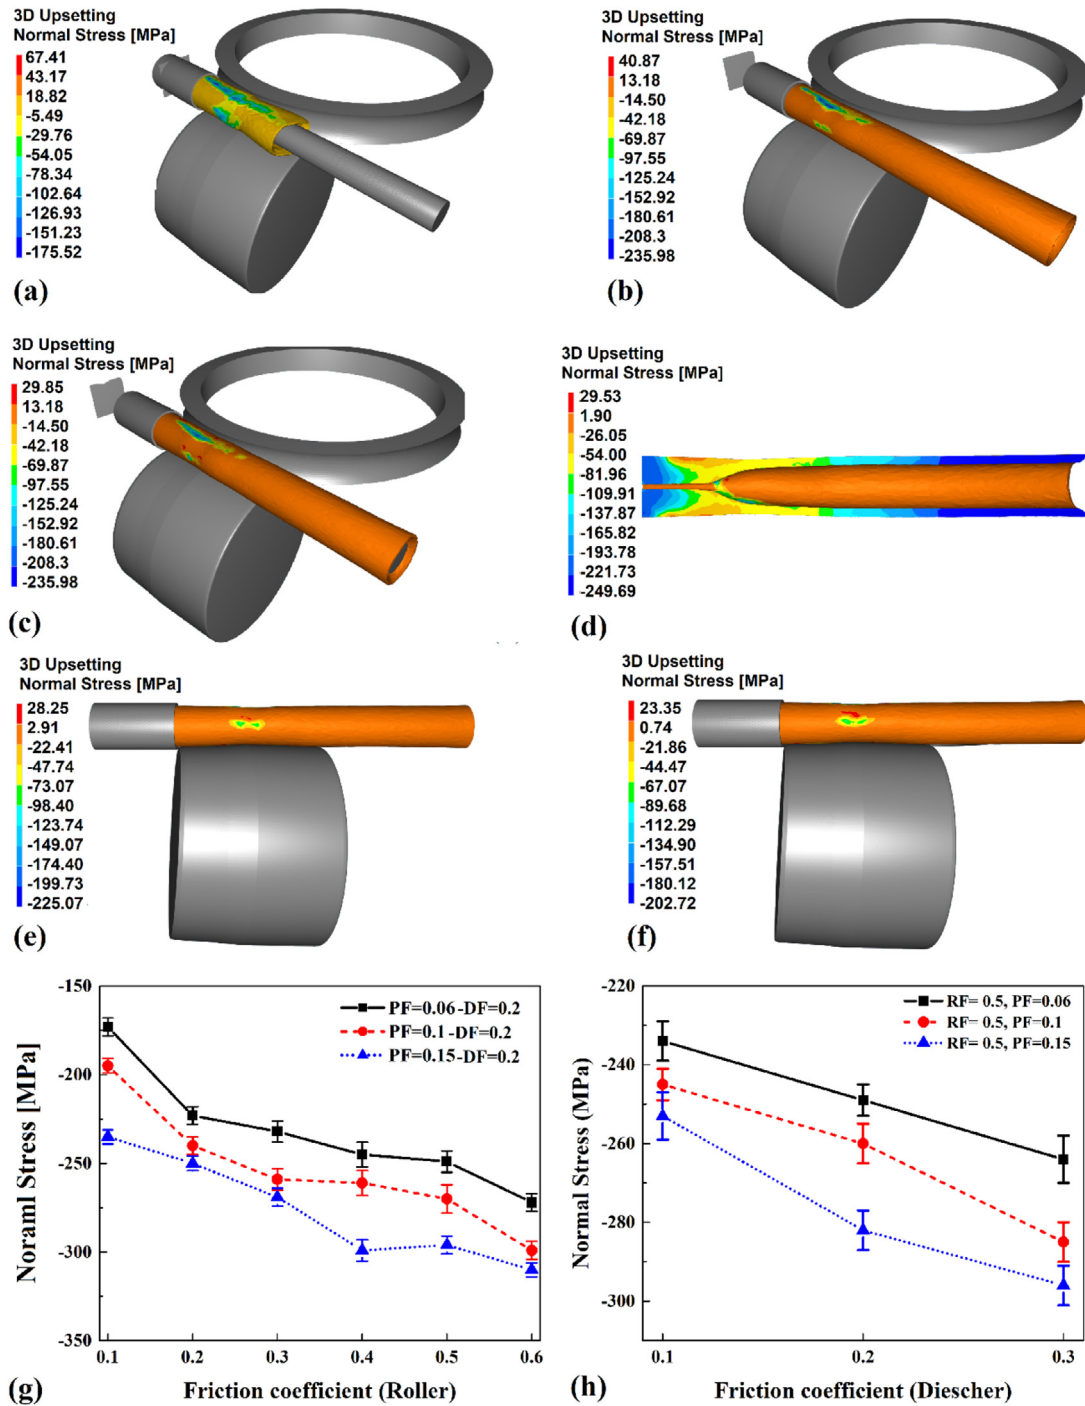 3D Upsetting
Normal Stress [MPa]
67.41
43.17
18.82
-5.49
-29.76
-54.05
-78.34
-102.64
-126.93
-151.23
-175.52
(a)
3D Upsetting
Normal Stress [MPa]
40.87
13.18
-14.50
-42.18
-69.87
-97.55
-125.24
-152.92
-180.61
-208.3
-235.98
(b)
3D Upsetting
Normal Stress [MPa]
29.85
13.18
-14.50
-42.18
-69.87
-97.55
-125.24
-152.92
-180.61
-208.3
-235.98
(c)
3D Upsetting
Normal Stress [MPa]
29.53
1.90
-26.05
-54.00
-81.96
-109.91
-137.87
-165.82
-193.78
-221.73
-249.69
(d)
3D Upsetting
Normal Stress [MPa]
28.25
2.91
-22.41
-47.74
-73.07
-98.40
-123.74
-149.07
-174.40
-199.73
-225.07
(e)
3D Upsetting
Normal Stress [MPa]
23.35
0.74
-21.86
-44.47
-67.07
-89.68
-112.29
-134.90
-157.51
-180.12
-202.72
(f)
Noraml Stress [MPa]
-150
-200
-250
-300
-350
PF=0.06-DF=0.2
PF=0.1-DF=0.2
PF=0.15-DF=0.2
0.1 0.2 0.3 0.4 0.5 0.6
(g)
Friction coefficient (Roller)
Normal Stress (MPa)
-220
-240
-260
-280
-300
RF= 0.5, PF=0.06
RF= 0.5, PF=0.1
RF= 0.5, PF=0.15
0.1 0.2 0.3
(h)
Friction coefficient (Diescher)